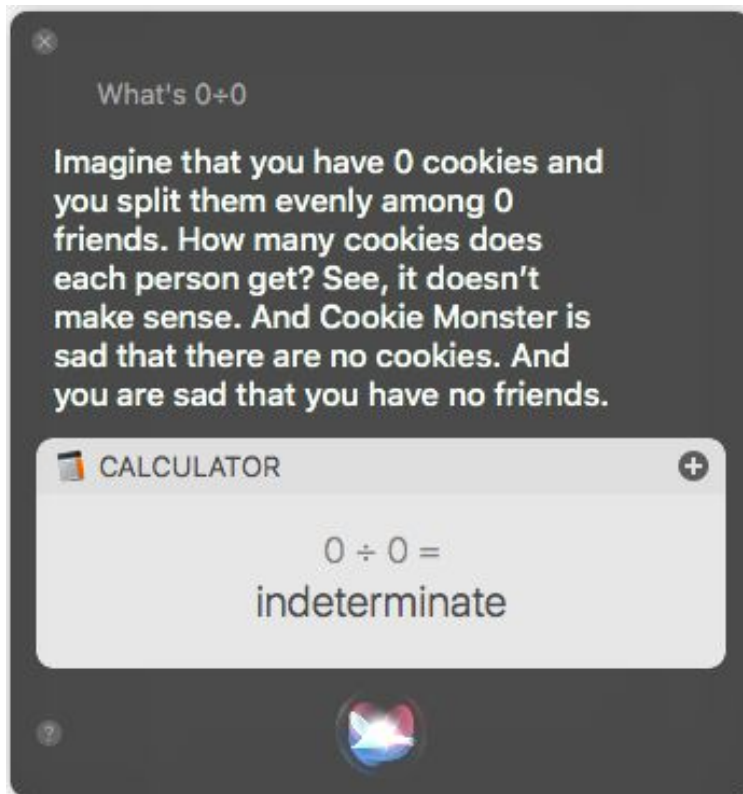 What's 0÷0
Imagine that you have 0 cookies and
you split them evenly among 0
friends. How many cookies does
each person get? See, it doesn’t
make sense. And Cookie Monster is
sad that there are no cookies. And
you are sad that you have no friends.
CALCULATOR
0 ÷ 0 =
indeterminate
?